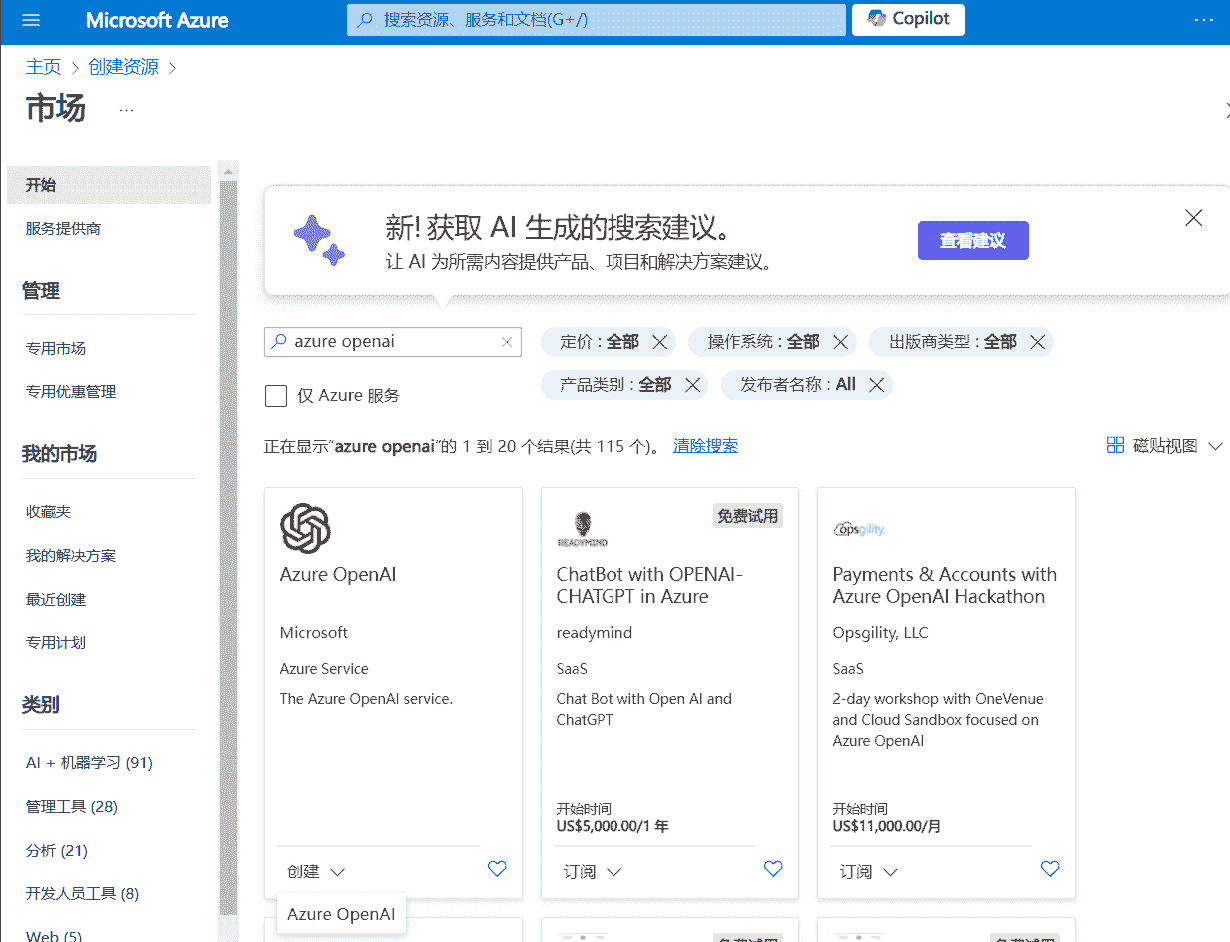 Microsoft Azure
搜索资源、服务和文档(G+/)
Copilot
主页
创建资源
市场
开始
服务提供商
管理
专用市场
专用优惠管理
我的市场
收藏夹
我的解决方案
最近创建
专用计划
类别
AI + 机器学习 (91)
管理工具 (28)
分析 (21)
开发人员工具 (8)
Web (5)
新! 获取 AI 生成的搜索建议。
让 AI 为所需内容提供产品、项目和解决方案建议。
查看建议
azure openai
定价 : 全部
操作系统 : 全部
出版商类型 : 全部
仅 Azure 服务
产品类别 : 全部
发布者名称 : All
正在显示“azure openai”的 1 到 20 个结果(共 115 个)。 清除搜索
磁贴视图
Azure OpenAI
Microsoft
Azure Service
The Azure OpenAI service.
创建
Azure OpenAI
免费试用
READYMIND
ChatBot with OPENAI-
CHATGPT in Azure
readymind
SaaS
Chat Bot with Open AI and
ChatGPT
开始时间
US$5,000.00/1 年
订阅
opsgility.
Payments & Accounts with
Azure OpenAI Hackathon
Opsgility, LLC
SaaS
2-day workshop with OneVenue
and Cloud Sandbox focused on
Azure OpenAI
开始时间
US$11,000.00/月
订阅
免费试用
免费试用